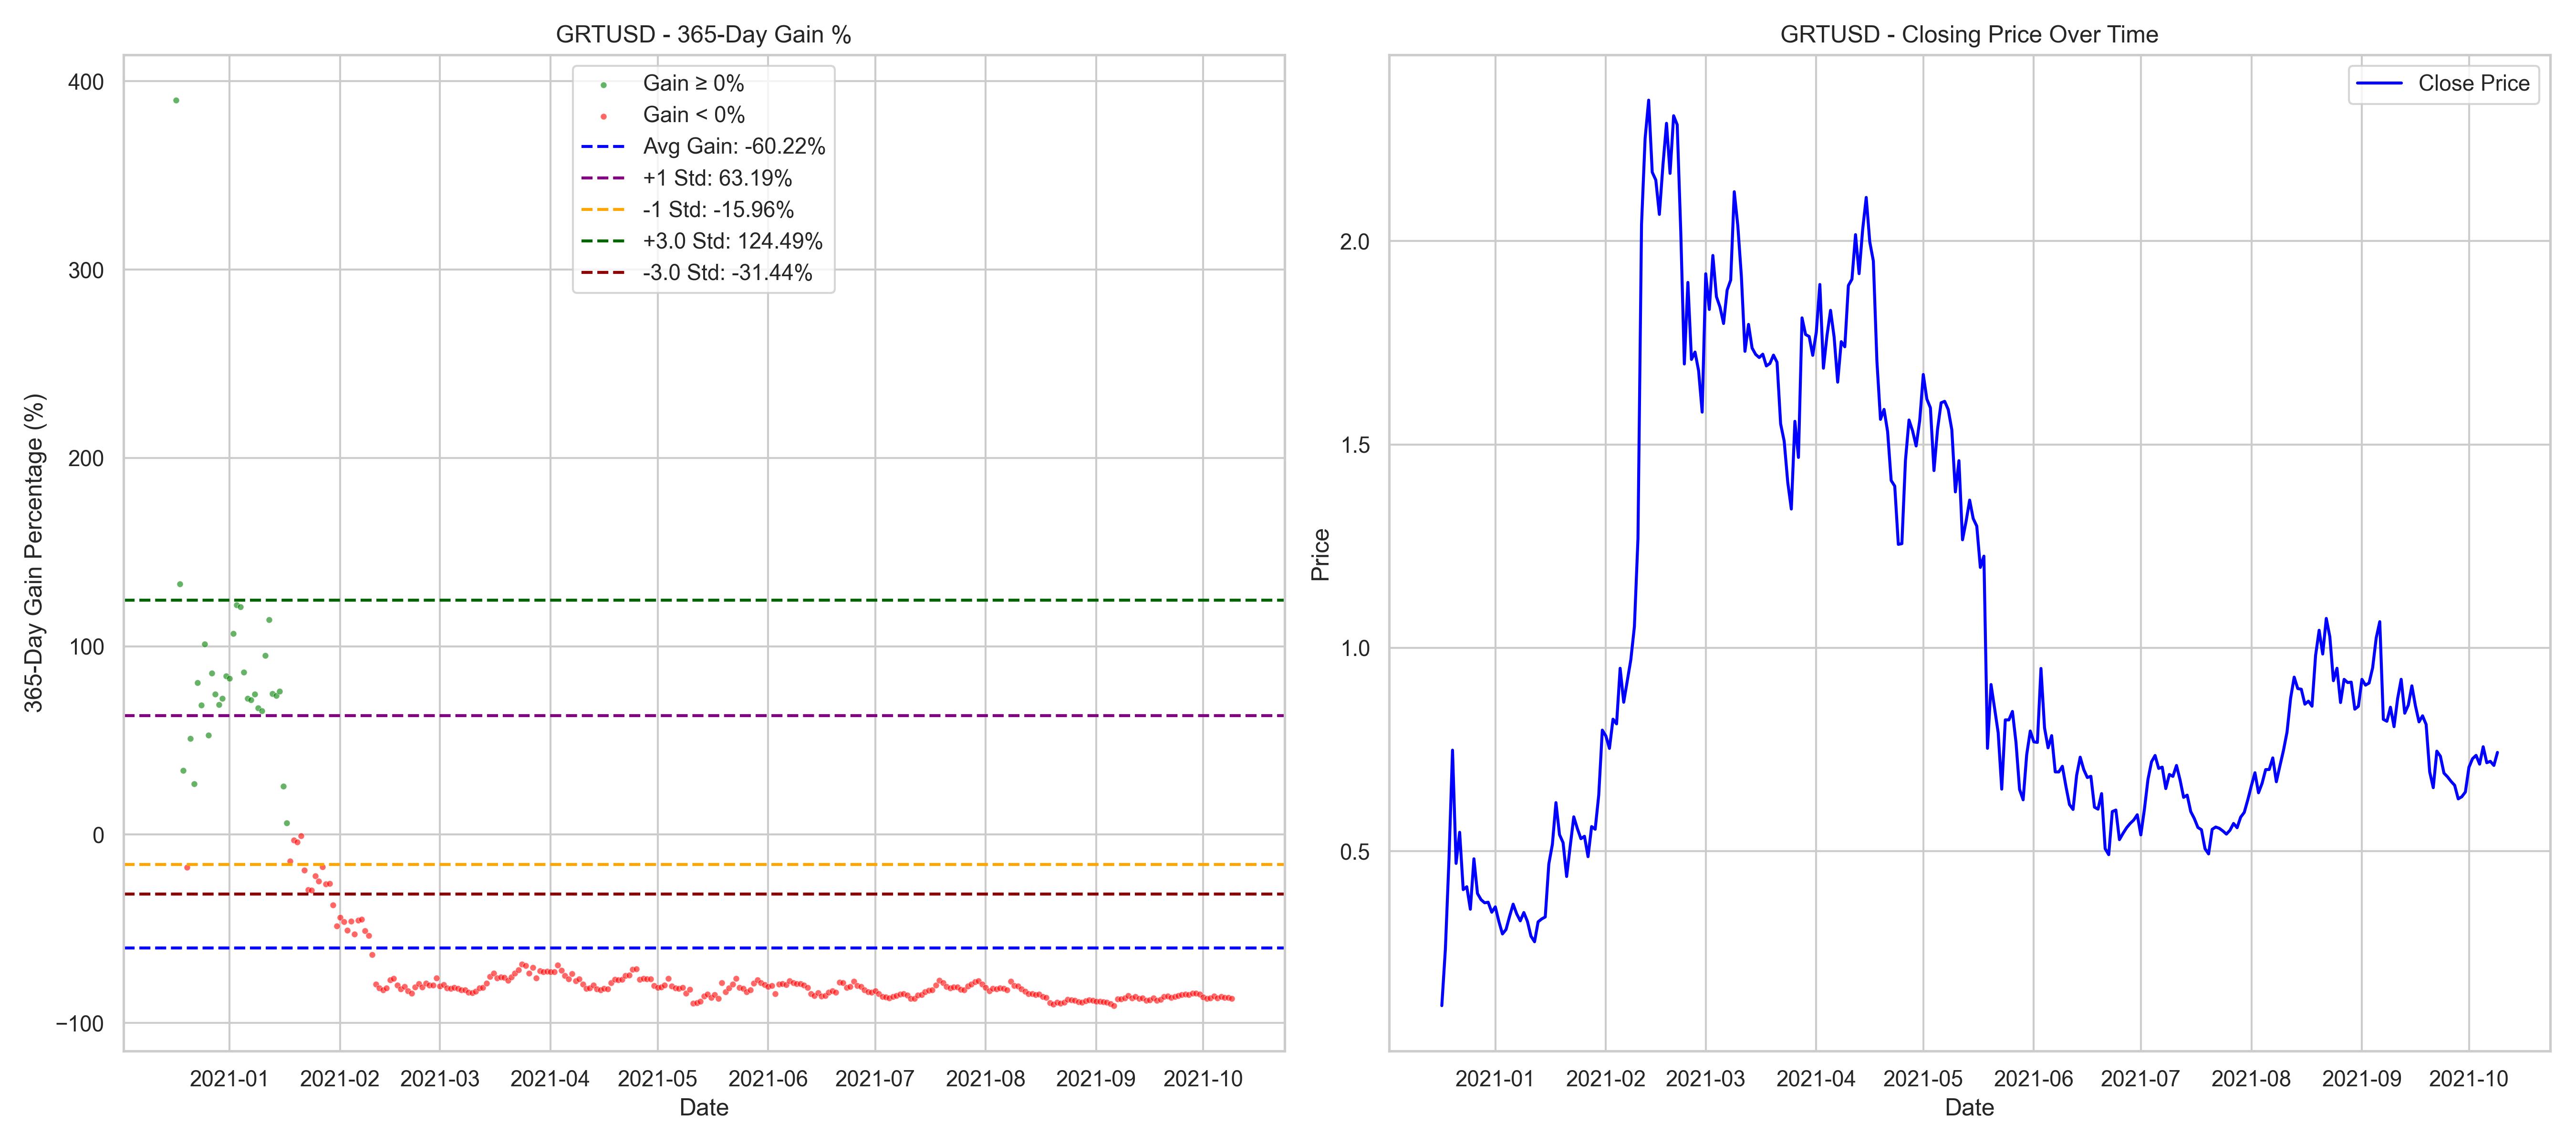 GRTUSD - 365-Day Gain %
400
300
200
100
0
−100
365-Day Gain Percentage (%)
Gain ≥ 0%
Gain < 0%
Avg Gain: -60.22%
+1 Std: 63.19%
-1 Std: -15.96%
+3.0 Std: 124.49%
-3.0 Std: -31.44%
2021-01 2021-02 2021-03 2021-04 2021-05 2021-06 2021-07 2021-08 2021-09 2021-10
Date
GRTUSD - Closing Price Over Time
Close Price
2.0
1.5
1.0
0.5
Price
2021-01 2021-02 2021-03 2021-04 2021-05 2021-06 2021-07 2021-08 2021-09 2021-10
Date